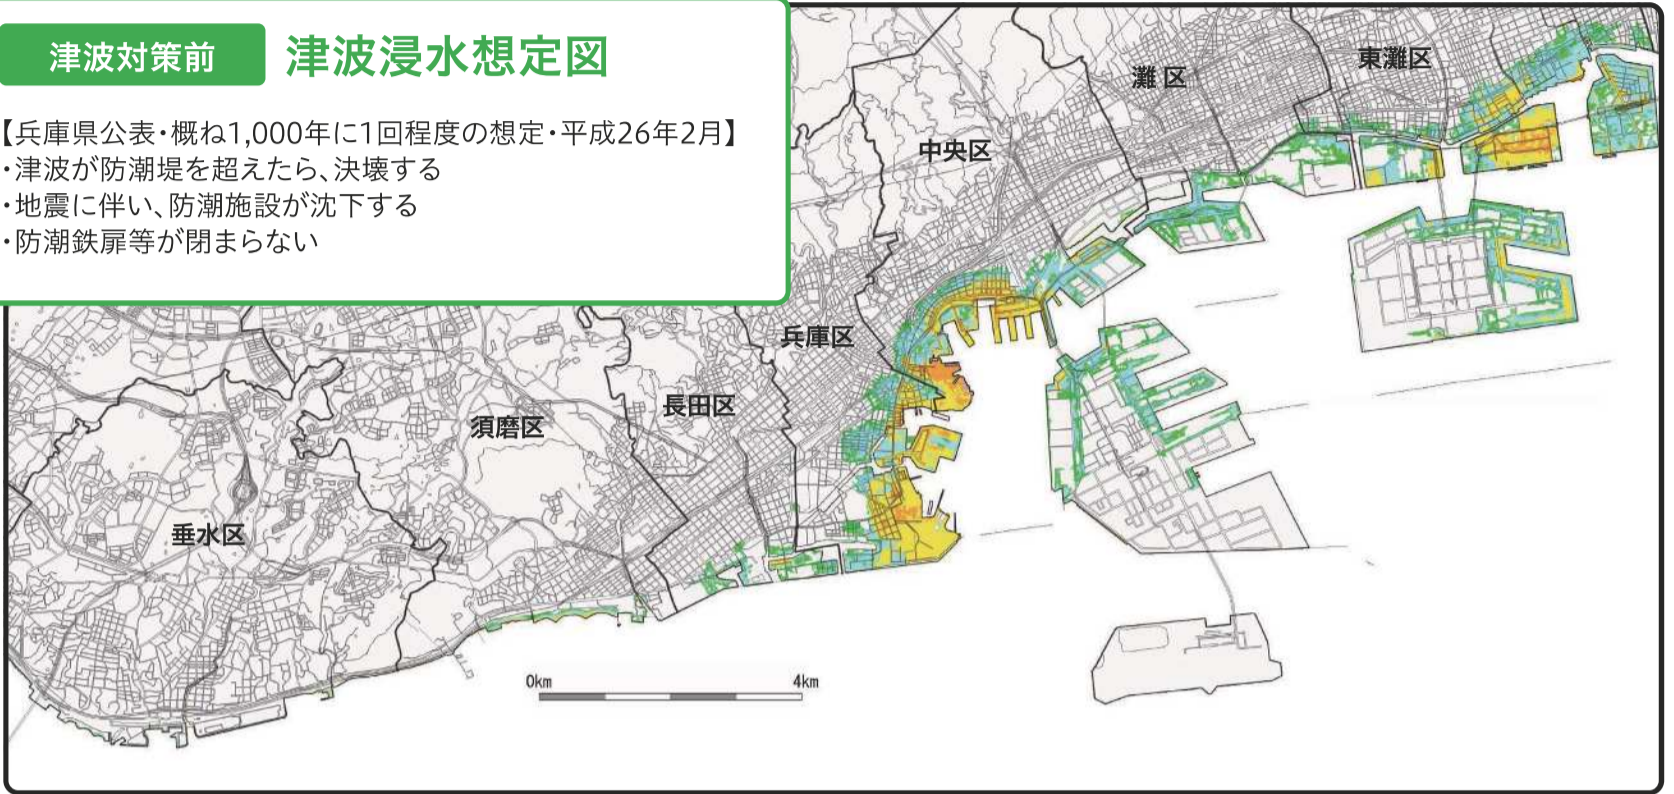 津波対策前
津波浸水想定図
【兵庫県公表・概ね1,000年に1回程度の想定・平成26年2月】
・津波が防潮堤を超えたら、決壊する
・地震に伴い、防潮施設が沈下する
・防潮鉄扉等が閉まらない
東灘区
灘区
中央区
兵庫区
長田区
須磨区
垂水区
0km 4km